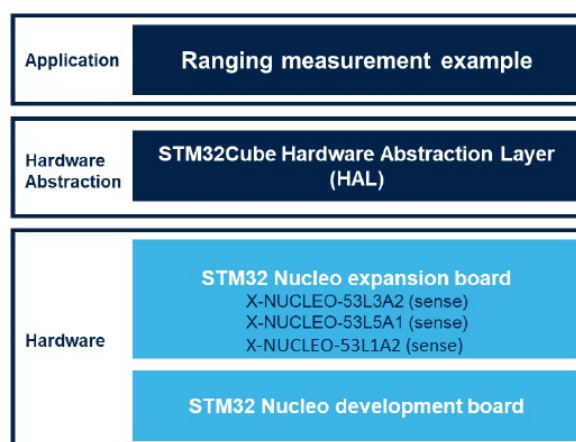 Application
Ranging measurement example
Hardware
Abstraction
STM32Cube Hardware Abstraction Layer
(HAL)
Hardware
STM32 Nucleo expansion board
X-NUCLEO-53L3A2 (sense)
X-NUCLEO-53L5A1 (sense)
X-NUCLEO-53L1A2 (sense)
STM32 Nucleo development board